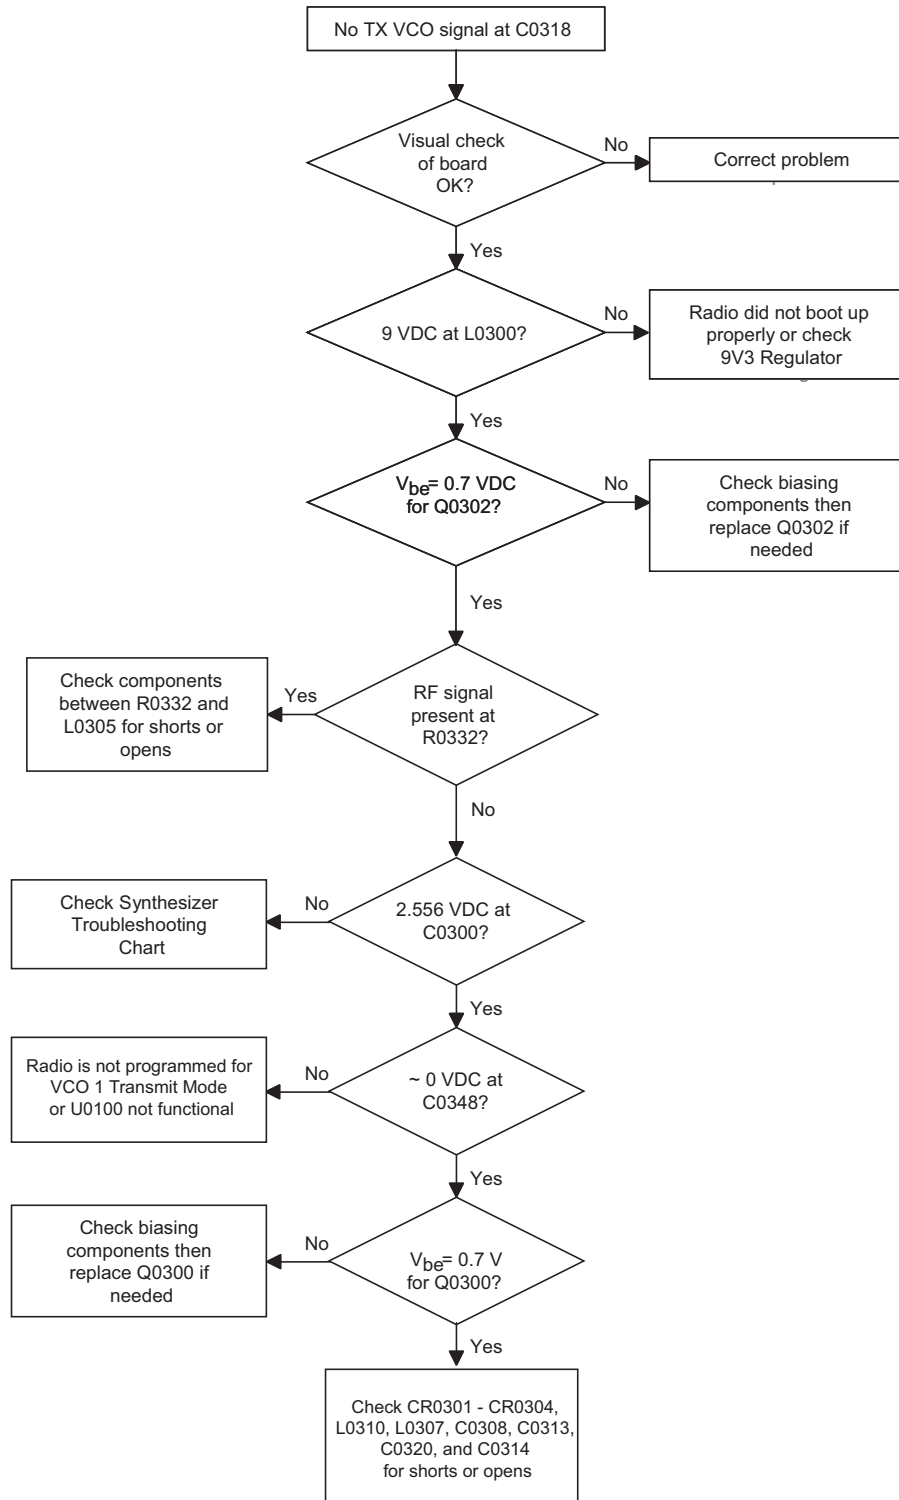 No TX VCO signal at C0318
Visual check
of board
OK?
No
Correct problem
Yes
9 VDC at L0300?
No
Radio did not boot up
properly or check
9V3 Regulator
Yes
Vbe= 0.7 VDC
for Q0302?
No
Check biasing
components then
replace Q0302 if
needed
Yes
RF signal
present at
R0332?
Yes
Check components
between R0332 and
L0305 for shorts or
opens
No
2.556 VDC at
C0300?
No
Check Synthesizer
Troubleshooting
Chart
Yes
~ 0 VDC at
C0348?
No
Radio is not programmed for
VCO 1 Transmit Mode
or U0100 not functional
Yes
Vbe= 0.7 V
for Q0300?
No
Check biasing
components then
replace Q0300 if
needed
Yes
Check CR0301 - CR0304,
L0310, L0307, C0308, C0313,
C0320, and C0314
for shorts or opens